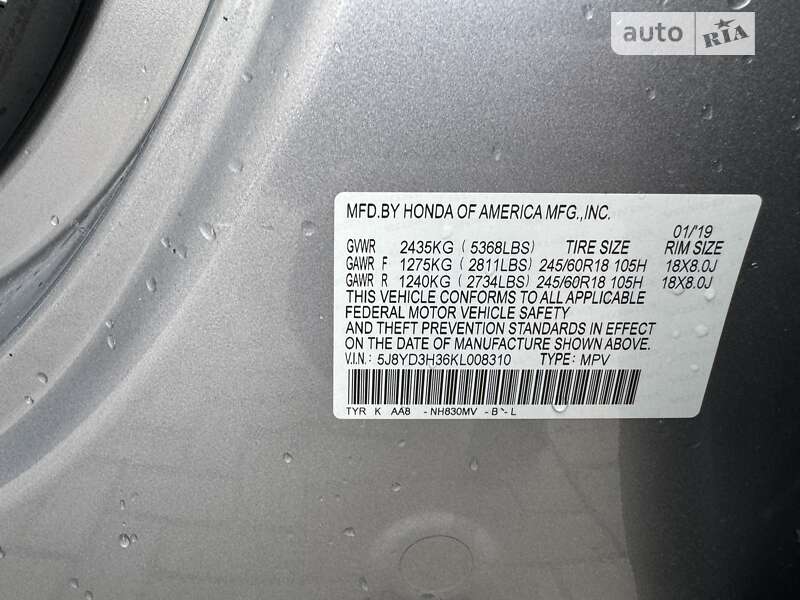 auto RIA
MFD.BY HONDA OF AMERICA MFG.,INC.
01/'19
GVWR 2435KG (5368LBS) TIRE SIZE RIM SIZE
GAWR F 1275KG (2811LBS) 245/60R18 105H 18X8.0J
GAWR R 1240KG (2734LBS) 245/60R18 105H 18X8.0J
THIS VEHICLE CONFORMS TO ALL APPLICABLE
FEDERAL MOTOR VEHICLE SAFETY
AND THEFT PREVENTION STANDARDS IN EFFECT
ON THE DATE OF MANUFACTURE SHOWN ABOVE.
V.I.N.: 5J8YD3H36KL008310 TYPE: MPV
TYR K AA8 -NH830MV -B -L